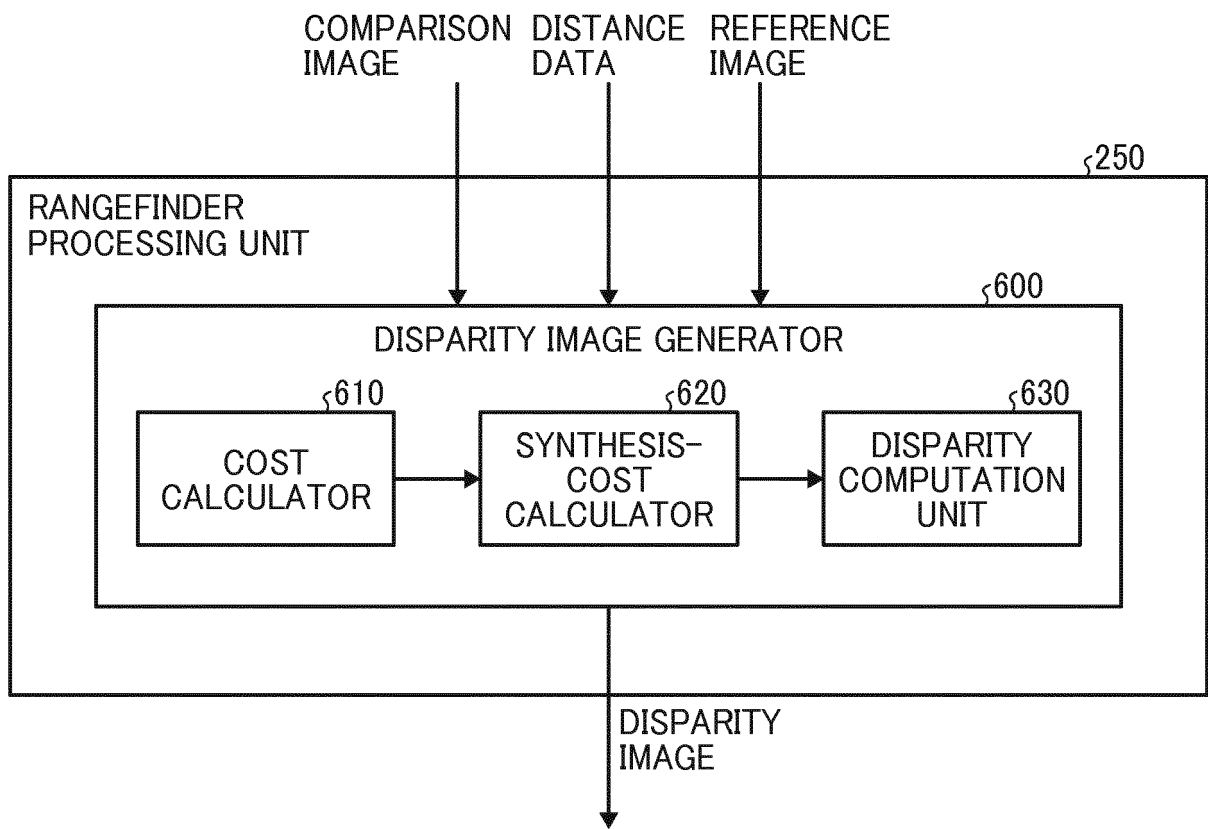 COMPARISON IMAGE
DISTANCE DATA
REFERENCE IMAGE
250
RANGEFINDER
PROCESSING UNIT
600
DISPARITY IMAGE GENERATOR
610
COST
CALCULATOR
620
SYNTHESIS-
COST
CALCULATOR
630
DISPARITY
COMPUTATION
UNIT
DISPARITY
IMAGE